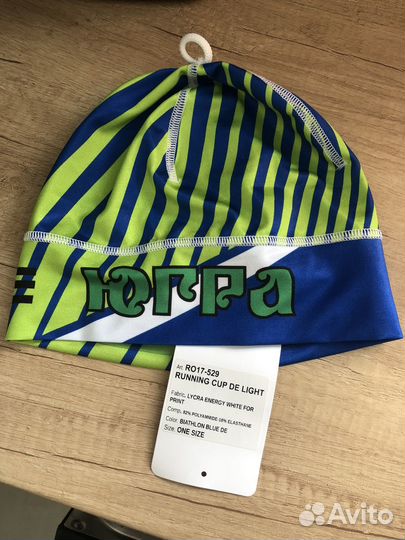 ЮГРА
Art. RO17-529
RUNNING CUP DE LIGHT
Fabric. LYCRA ENERGY WHITE FOR
PRINT
Comp. 82% POLYAMIDE 18% ELASTHANE
Color. BIATHLON BLUE DE
Size. ONE SIZE
Avito